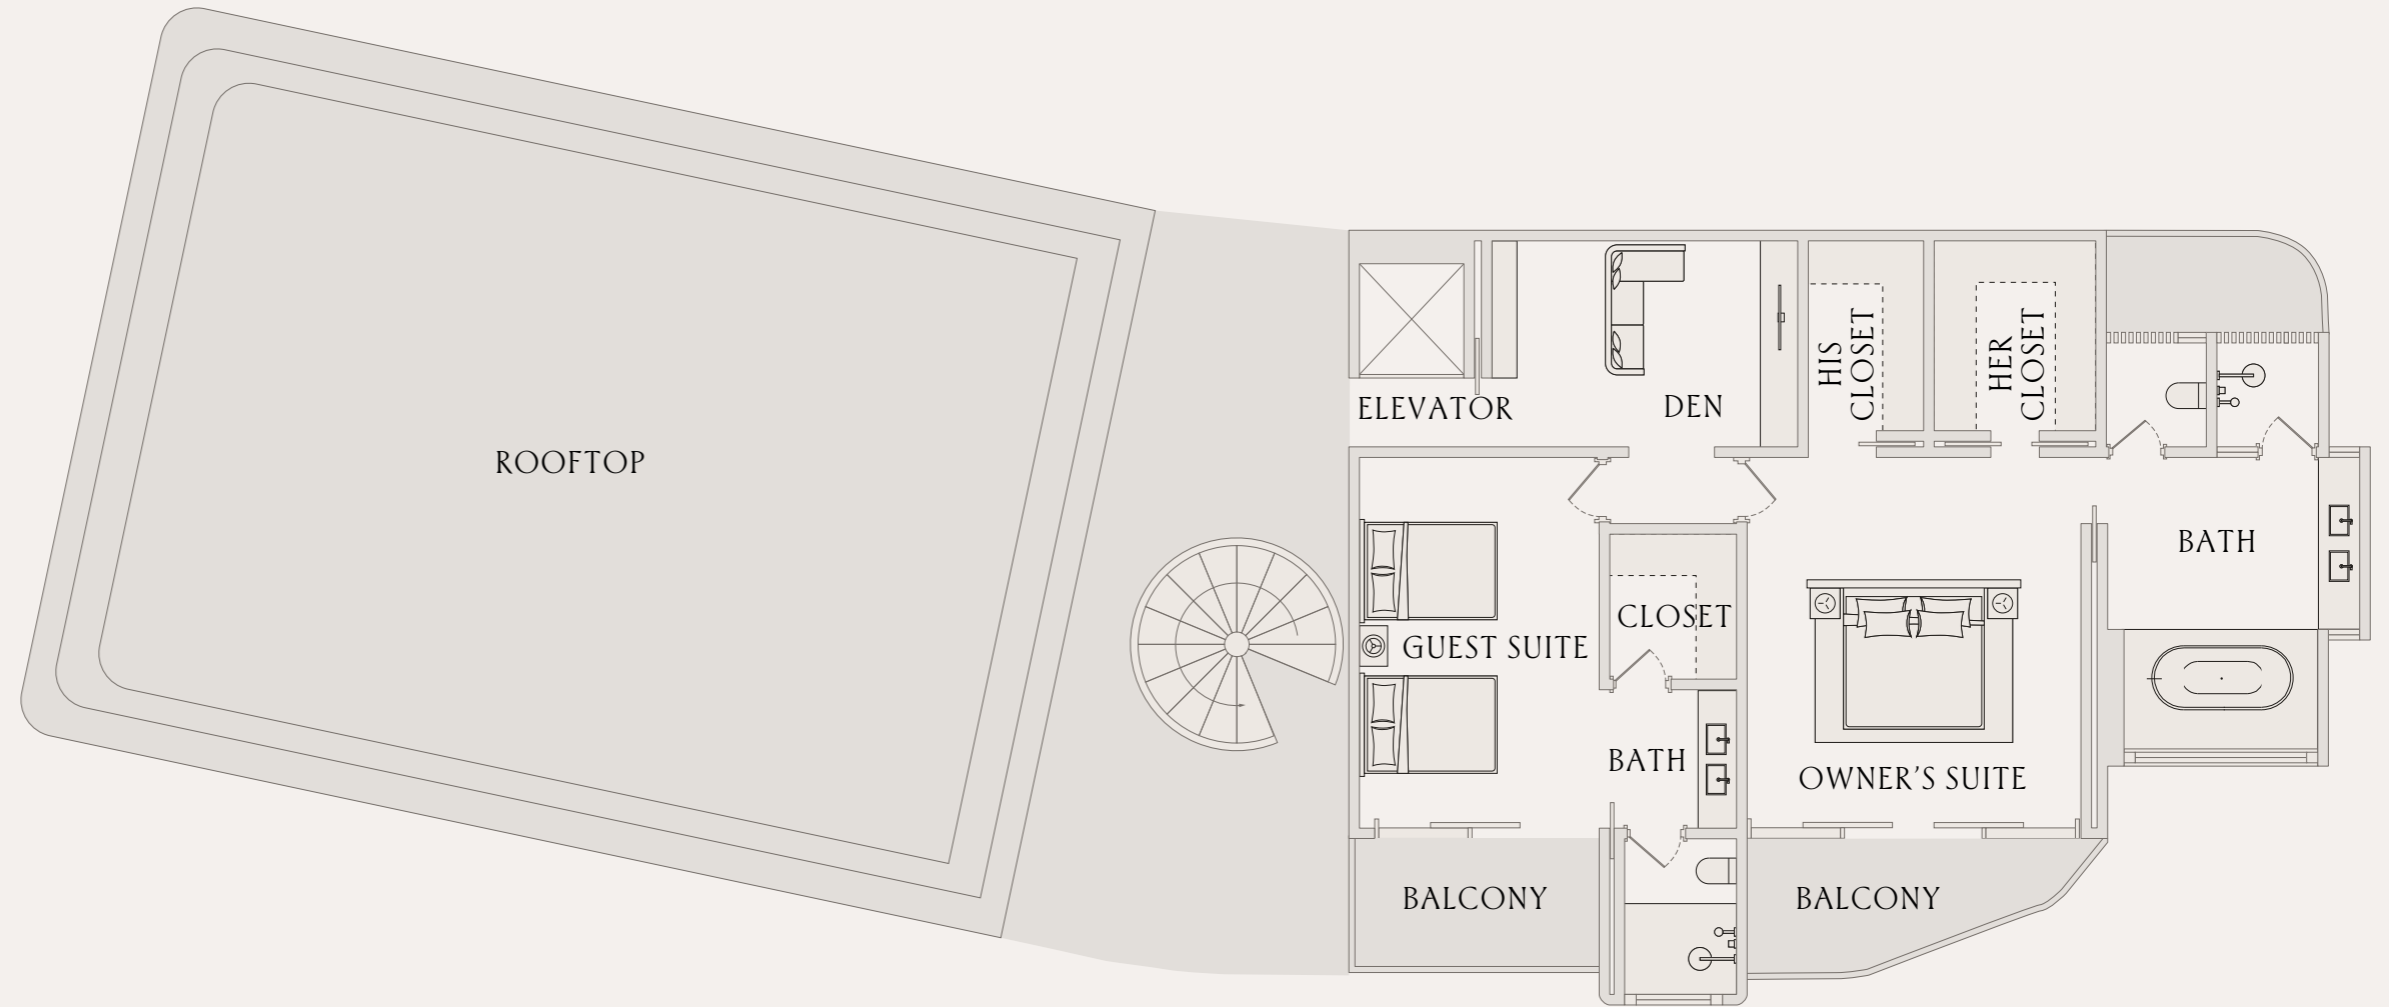 ROOFTOP
ELEVATOR
DEN
HIS
CLOSET
HER
CLOSET
BATH
CLOSET
GUEST SUITE
BATH
OWNER'S SUITE
BALCONY
BALCONY